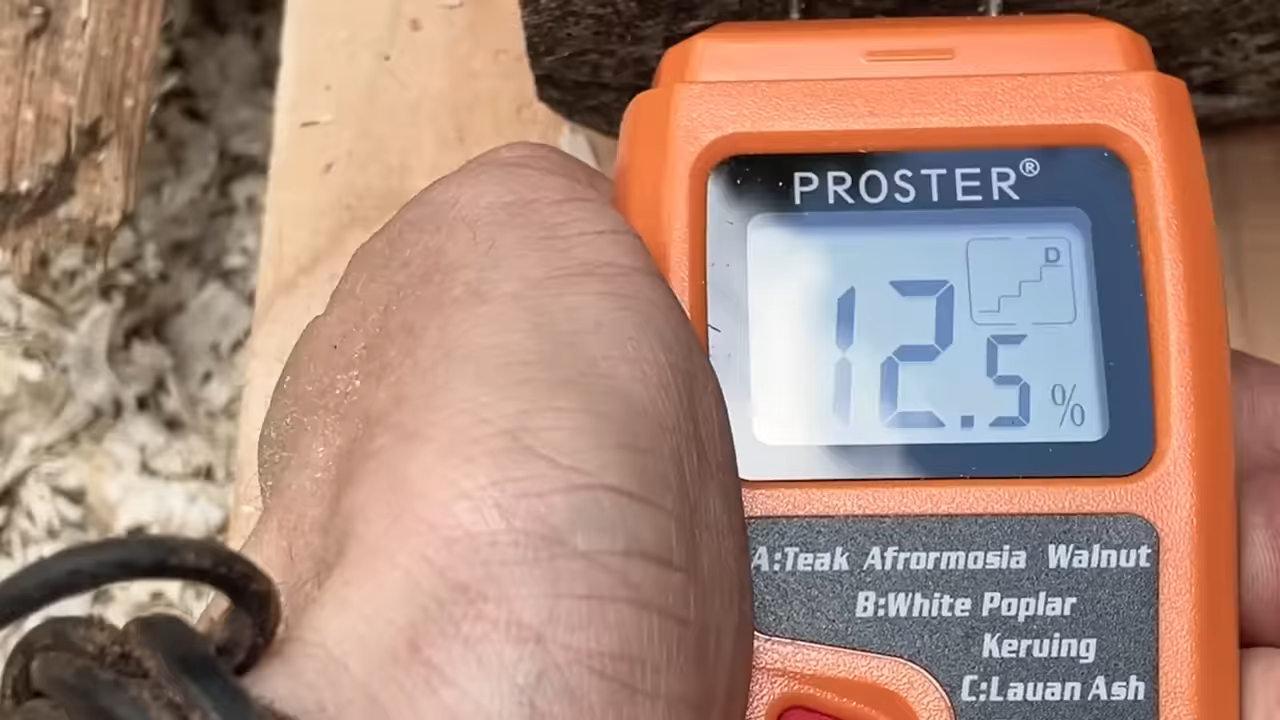 PROSTER®
D
12.5 %
A:Teak Afrormosia Walnut
B:White Poplar
Keruing
C:Lauan Ash